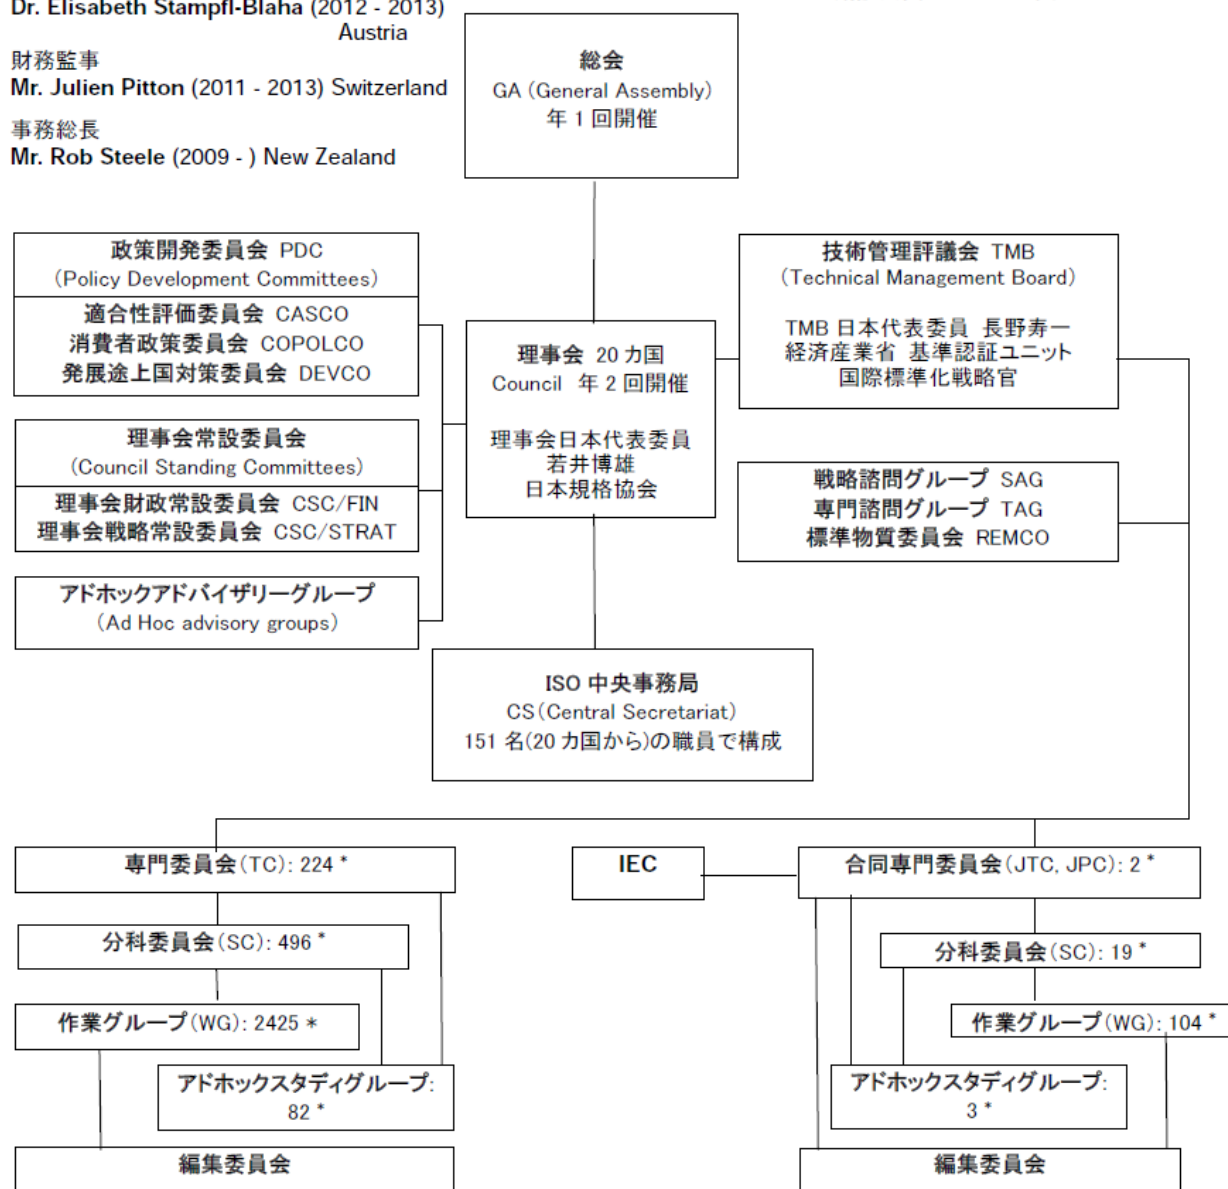 Dr. Elisabeth Stampfl-Blaha (2012 - 2013)
Austria
財務監事
Mr. Julien Pitton (2011 - 2013) Switzerland
事務総長
Mr. Rob Steele (2009 - ) New Zealand
総会
GA (General Assembly)
年 1 回開催
政策開発委員会 PDC
(Policy Development Committees)
適合性評価委員会 CASCO
消費者政策委員会 COPOLCO
発展途上国対策委員会 DEVCO
理事会常設委員会
(Council Standing Committees)
理事会財政常設委員会 CSC/FIN
理事会戦略常設委員会 CSC/STRAT
アドホックアドバイザリーグループ
(Ad Hoc advisory groups)
理事会 20 カ国
Council 年 2 回開催
理事会日本代表委員
若井博雄
日本規格協会
技術管理評議会 TMB
(Technical Management Board)
TMB 日本代表委員 長野寿一
経済産業省 基準認証ユニット
国際標準化戦略官
戦略諮問グループ SAG
専門諮問グループ TAG
標準物質委員会 REMCO
ISO 中央事務局
CS(Central Secretariat)
151 名(20 カ国から)の職員で構成
専門委員会(TC): 224 *
分科委員会(SC): 496 *
作業グループ(WG): 2425 *
アドホックスタディグループ:
82 *
編集委員会
IEC
合同専門委員会(JTC, JPC): 2 *
分科委員会(SC): 19 *
作業グループ(WG): 104 *
アドホックスタディグループ:
3 *
編集委員会